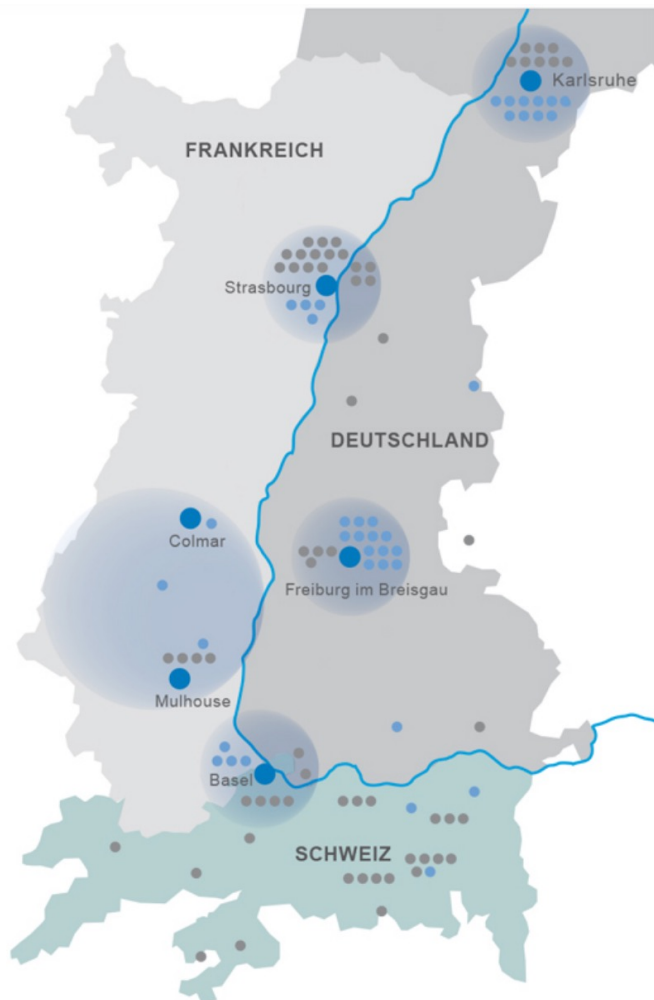 Karlsruhe
FRANKREICH
Strasbourg
DEUTSCHLAND
Colmar
Freiburg im Breisgau
Mulhouse
Basel
SCHWEIZ